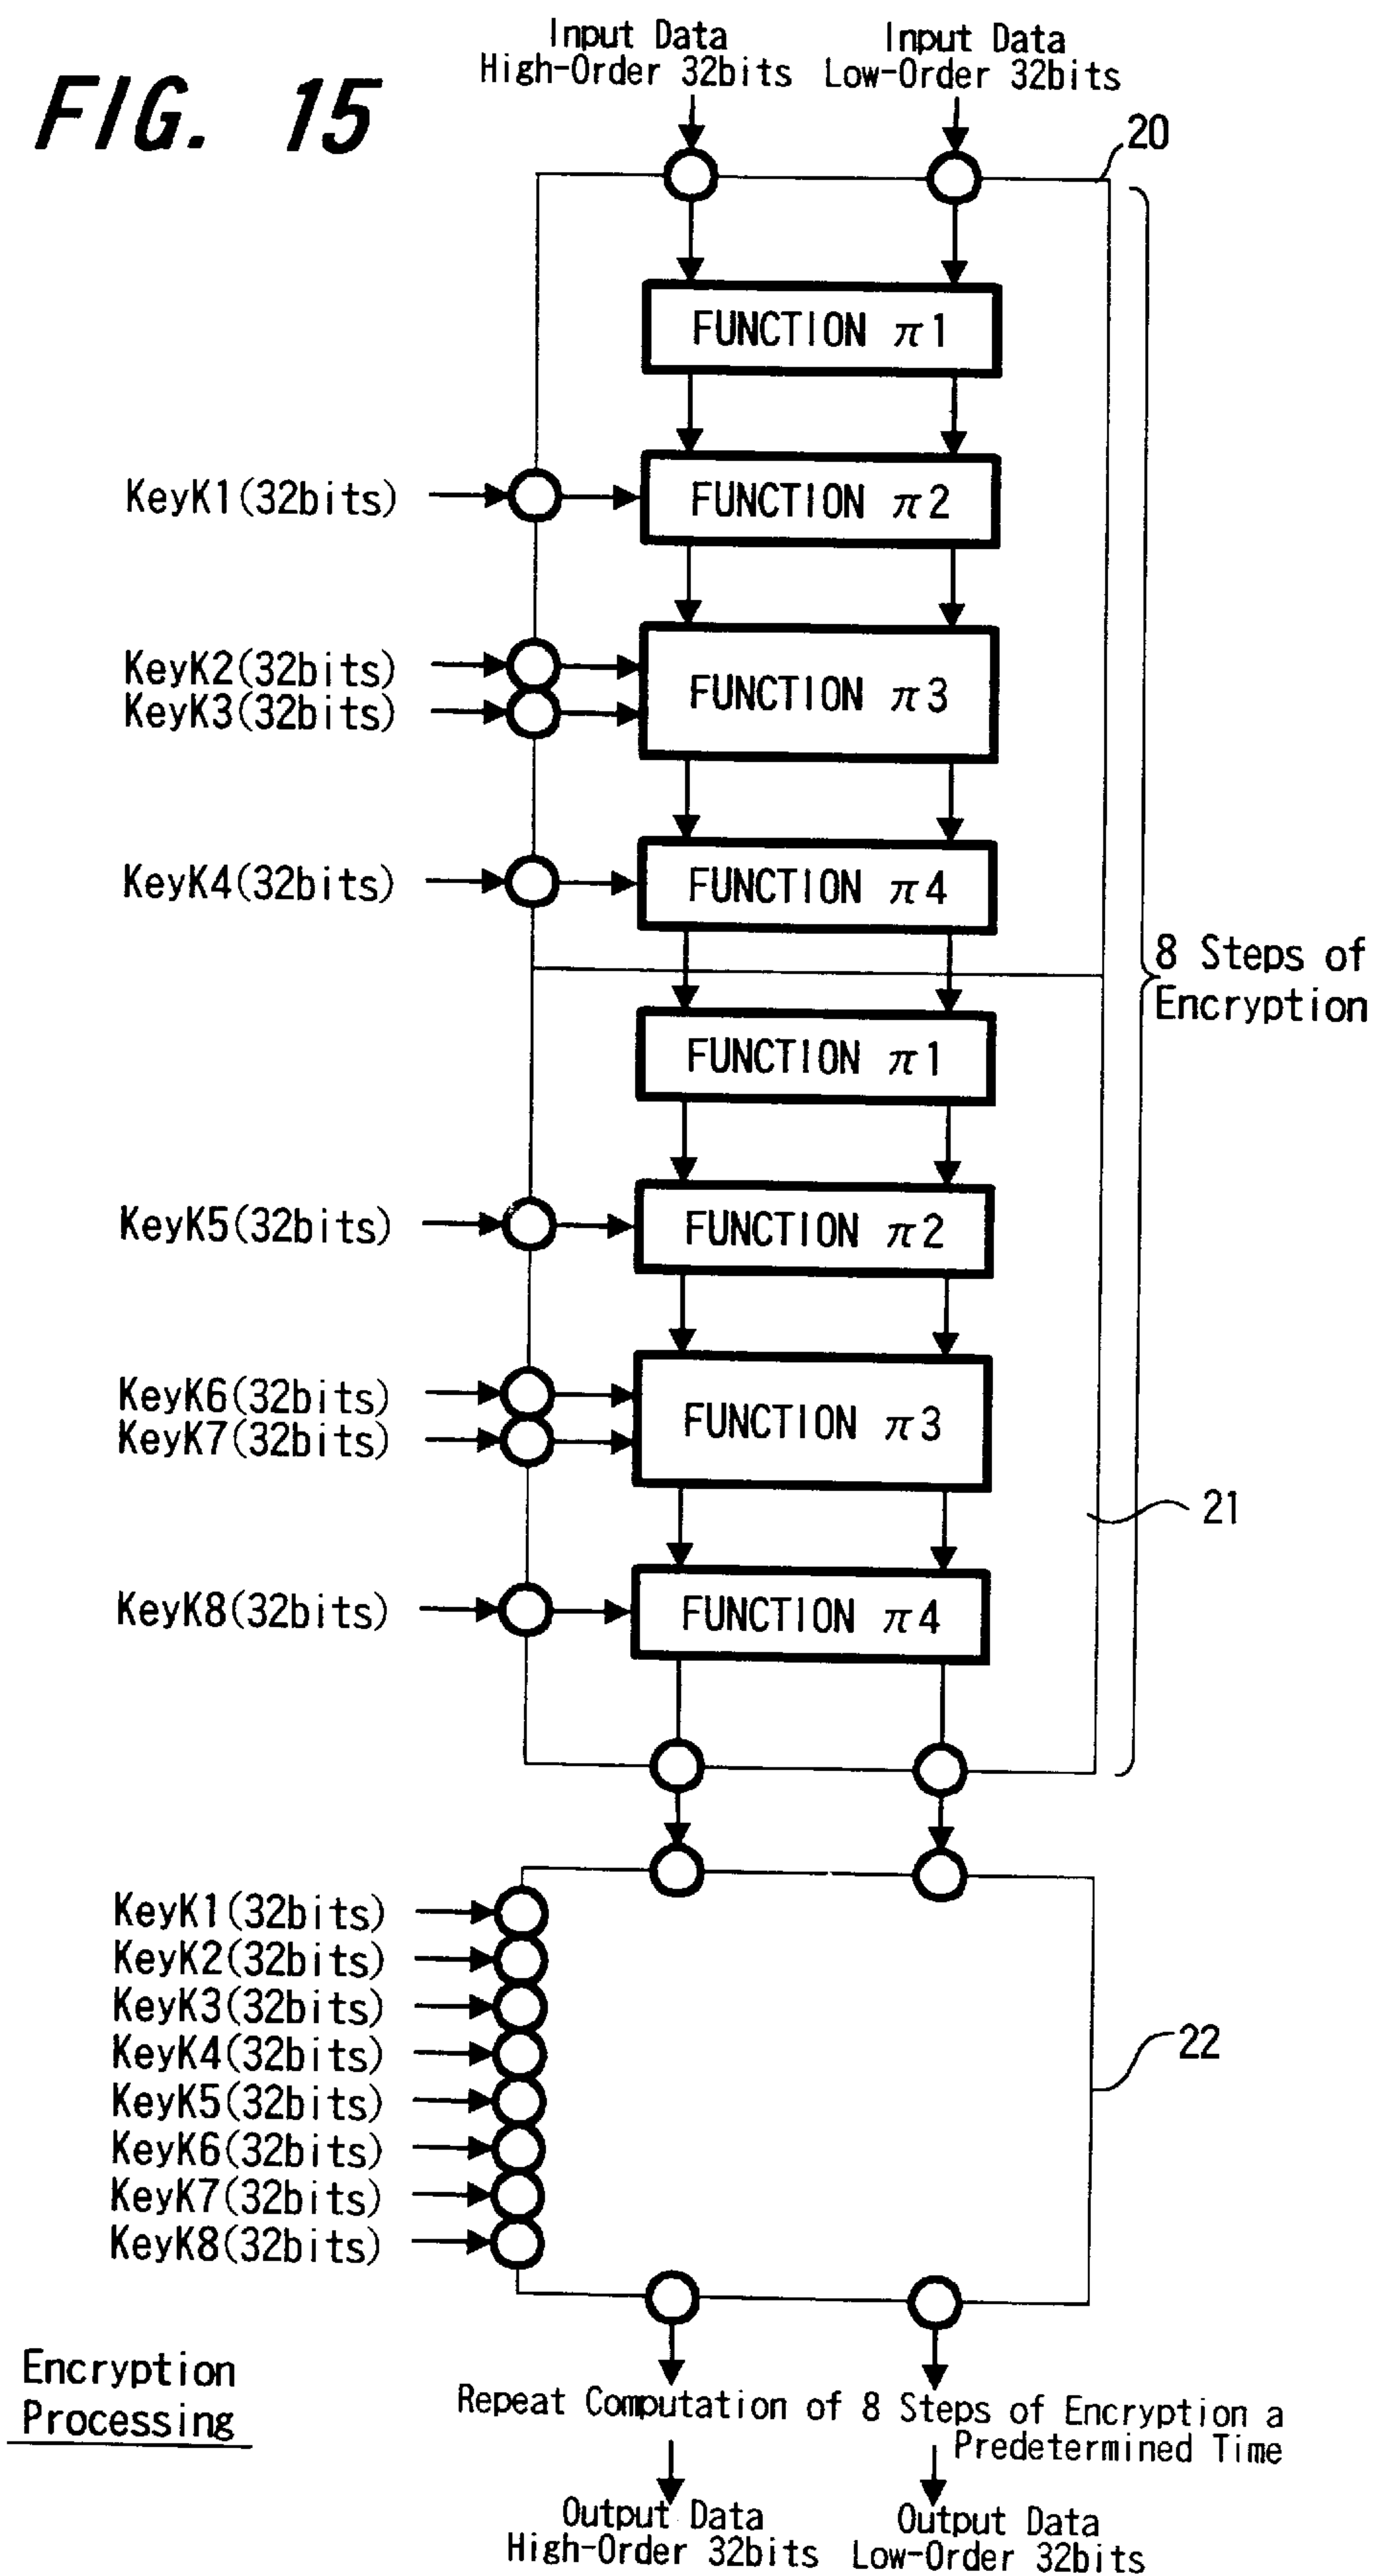 FIG. 15
Input Data
High-Order 32bits
Input Data
Low-Order 32bits
20
FUNCTION π1
KeyK1(32bits)
FUNCTION π2
KeyK2(32bits)
KeyK3(32bits)
FUNCTION π3
KeyK4(32bits)
FUNCTION π4
8 Steps of
Encryption
FUNCTION π1
KeyK5(32bits)
FUNCTION π2
KeyK6(32bits)
KeyK7(32bits)
FUNCTION π3
21
KeyK8(32bits)
FUNCTION π4
KeyK1(32bits)
KeyK2(32bits)
KeyK3(32bits)
KeyK4(32bits)
KeyK5(32bits)
KeyK6(32bits)
KeyK7(32bits)
KeyK8(32bits)
22
Encryption
Processing
Repeat Computation of 8 Steps of Encryption a
Predetermined Time
Output Data
High-Order 32bits
Output Data
Low-Order 32bits